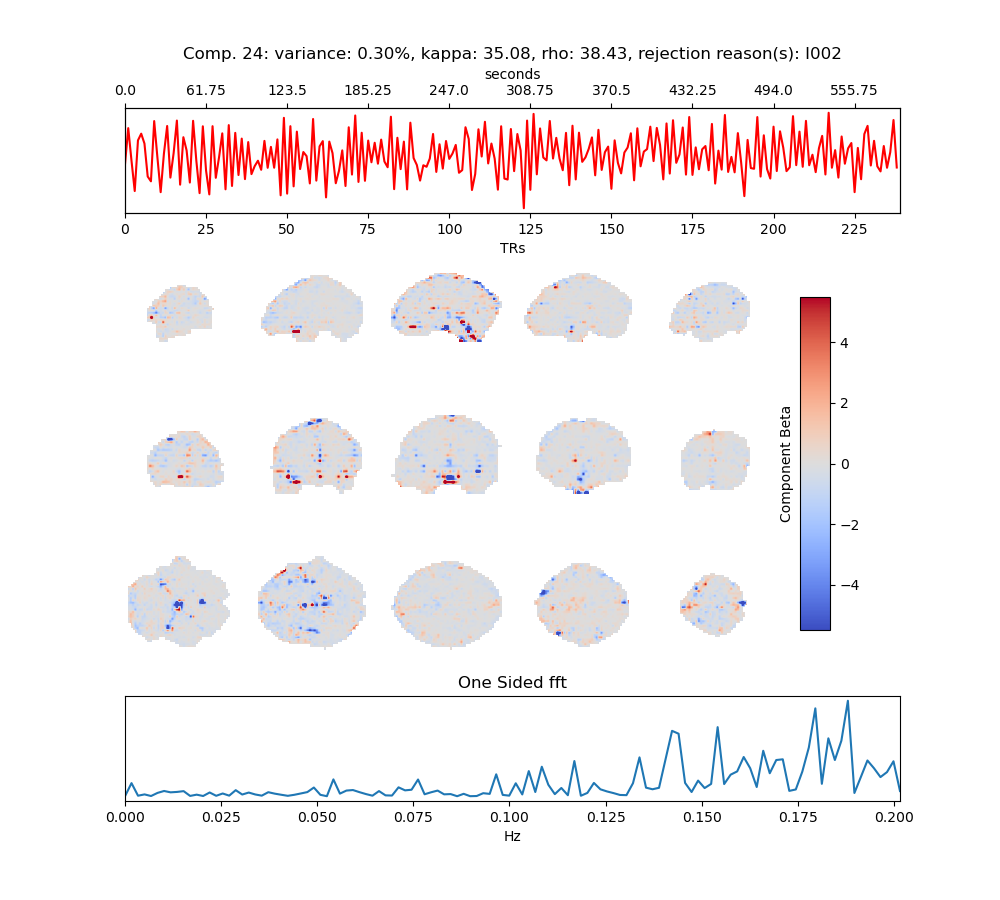 Comp. 24: variance: 0.30%, kappa: 35.08, rho: 38.43, rejection reason(s): I002
seconds
0.0 61.75 123.5 185.25 247.0 308.75 370.5 432.25 494.0 555.75
0 25 50 75 100 125 150 175 200 225
TRs
4
2
0
−2
−4
Component Beta
One Sided fft
0.000 0.025 0.050 0.075 0.100 0.125 0.150 0.175 0.200
Hz